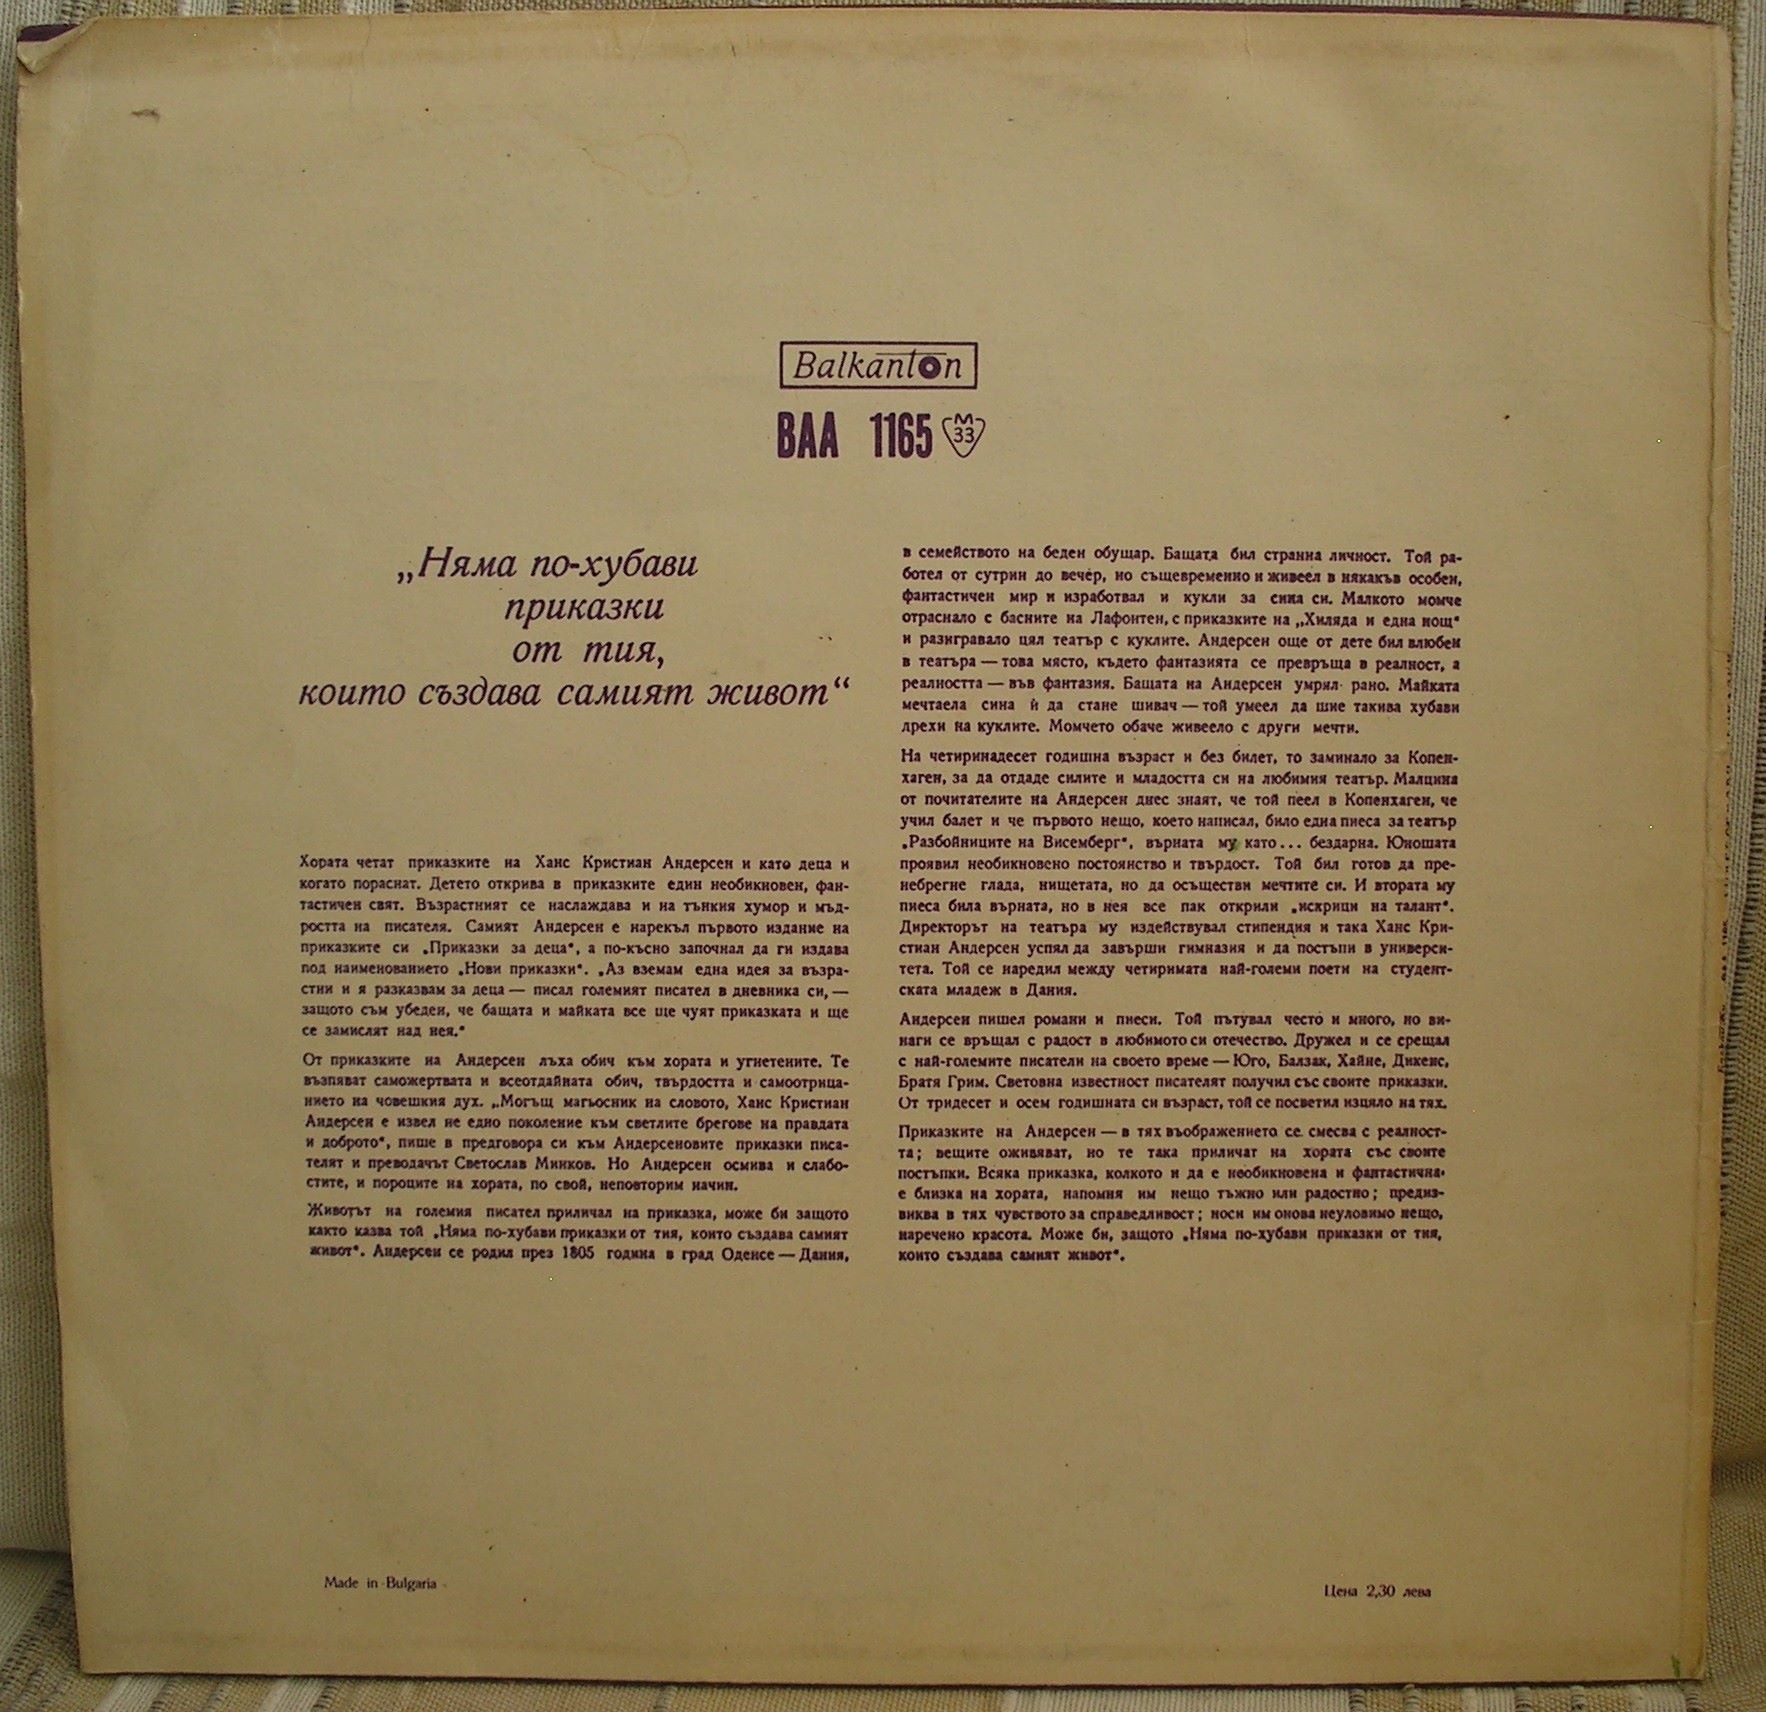 Balkanton
ВАА 1165 M 33
„Няма по-хубави
приказки
от тия,
които създава самият живот“
Хората четат приказките на Ханс Кристиан Андерсен и като деца и
когато пораснат. Детето открива в приказките един необикновен, фан-
тастичен свят. Възрастният се наслаждава и на тънкия хумор и мъд-
ростта на писателя. Самият Андерсен е нарекъл първото издание на
приказките си „Приказки за деца“, а по-късно започнал да ги издава
под наименованието „Нови приказки“. „Аз вземам една идея за възра-
стни и я разказвам за деца — писал големият писател в дневника си, —
защото съм убеден, че бащата и майката все ще чуят приказката и ще
се замислят над нея.“
От приказките на Андерсен лъха обич към хората и угнетените. Те
възпяват саможертвата и всеотдайната обич, твърдостта и самоотрица-
нието на човешкия дух. „Могъщ магьосник на словото, Ханс Кристиан
Андерсен е извел не едно поколение към светлите брегове на правдата
и доброто“, пише в предговора си към Андерсеновите приказки писа-
телят и преводачът Светослав Минков. Но Андерсен осмива и слабо-
стите, и пороците на хората, по свой, неповторим начин.
Животът на големия писател приличал на приказка, може би защото
както казва той „Няма по-хубави приказки от тия, които създава самият
живот“. Андерсен се родил през 1805 година в град Оденсе — Дания,
в семейството на беден обущар. Бащата бил странна личност. Той ра-
ботел от сутрин до вечер, но същевременно и живеел в някакъв особен,
фантастичен мир и изработвал и кукли за сина си. Малкото момче
отраснало с басните на Лафонтен, с приказките на „Хиляда и една нощ“
и разигравало цял театър с куклите. Андерсен още от дете бил влюбен
в театъра — това място, където фантазията се превръща в реалност, а
реалността — във фантазия. Бащата на Андерсен умрял рано. Майката
мечтаела сина ѝ да стане шивач — той умеел да шие такива хубави
дрехи на куклите. Момчето обаче живеело с други мечти.
На четиринадесет годишна възраст и без билет, то заминало за Копен-
хаген, за да отдаде силите и младостта си на любимия театър. Малцина
от почитателите на Андерсен днес знаят, че той пеел в Копенхаген, че
учил балет и че първото нещо, което написал, било една пиеса за театър
„Разбойниците на Висемберг“, върната му като... бездарна. Юношата
проявил необикновено постоянство и твърдост. Той бил готов да пре-
небрегне глада, нищетата, но да осъществи мечтите си. И втората му
пиеса била върната, но в нея все пак открили „искрици на талант“.
Директорът на театъра му издействувал стипендия и така Ханс Кри-
стиан Андерсен успял да завърши гимназия и да постъпи в универси-
тета. Той се наредил между четиримата най-големи поети на студент-
ската младеж в Дания.
Андерсен пишел романи и пиеси. Той пътувал често и много, но ви-
наги се връщал с радост в любимото си отечество. Дружел и се срещал
с най-големите писатели на своето време — Юго, Балзак, Хайне, Дикенс,
Братя Грим. Световна известност писателят получил със своите приказки.
От тридесет и осем годишната си възраст, той се посветил изцяло на тях.
Приказките на Андерсен — в тях въображението се смесва с реалност-
та; вещите оживяват, но те така приличат на хората със своите
постъпки. Всяка приказка, колкото и да е необикновена и фантастична
е близка на хората, напомня им нещо тъжно или радостно; предиз-
виква в тях чувството за справедливост; носи им онова неуловимо нещо,
наречено красота. Може би, защото „Няма по-хубави приказки от тия,
които създава самият живот“.
Made in Bulgaria
Цена 2,30 лева